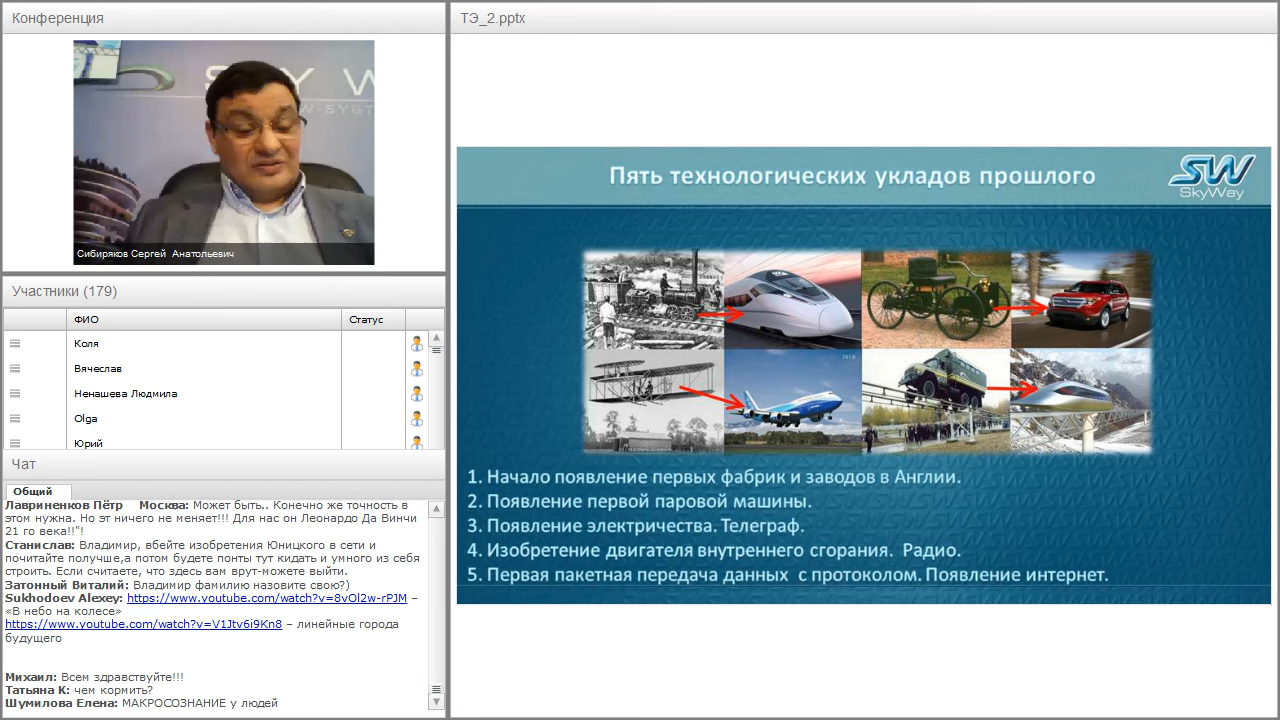 Конференция
SKY W
W-SYST
Сибиряков Сергей Анатольевич
Участники (179)
ФИО
Статус
Коля
Вячеслав
Ненашева Людмила
Olga
Юрий
Чат
Общий
Лавриненков Пётр Москва: Может быть.. Конечно же точность в
этом нужна. Но эт ничего не меняет!!! Для нас он Леонардо Да Винчи
21 го века!!"!
Станислав: Владимир, вбейте изобретения Юницкого в сети и
почитайте получше,а потом будете понты тут кидать и умного из себя
строить. Если считаете, что здесь вам врут-можете выйти.
Затонный Виталий: Владимир фамилию назовите свою?)
Sukhodoev Alexey: https://www.youtube.com/watch?v=8vOl2w-rPJM –
«В небо на колесе»
https://www.youtube.com/watch?v=V1Jtv6i9Kn8 – линейные города
будущего
Михаил: Всем здравствуйте!!!
Татьяна К: чем кормить?
Шумилова Елена: МАКРОСОЗНАНИЕ у людей
ТЭ_2.pptx
Пять технологических укладов прошлого
SW
SkyWay
1. Начало появление первых фабрик и заводов в Англии.
2. Появление первой паровой машины.
3. Появление электричества. Телеграф.
4. Изобретение двигателя внутреннего сгорания. Радио.
5. Первая пакетная передача данных с протоколом. Появление интернет.